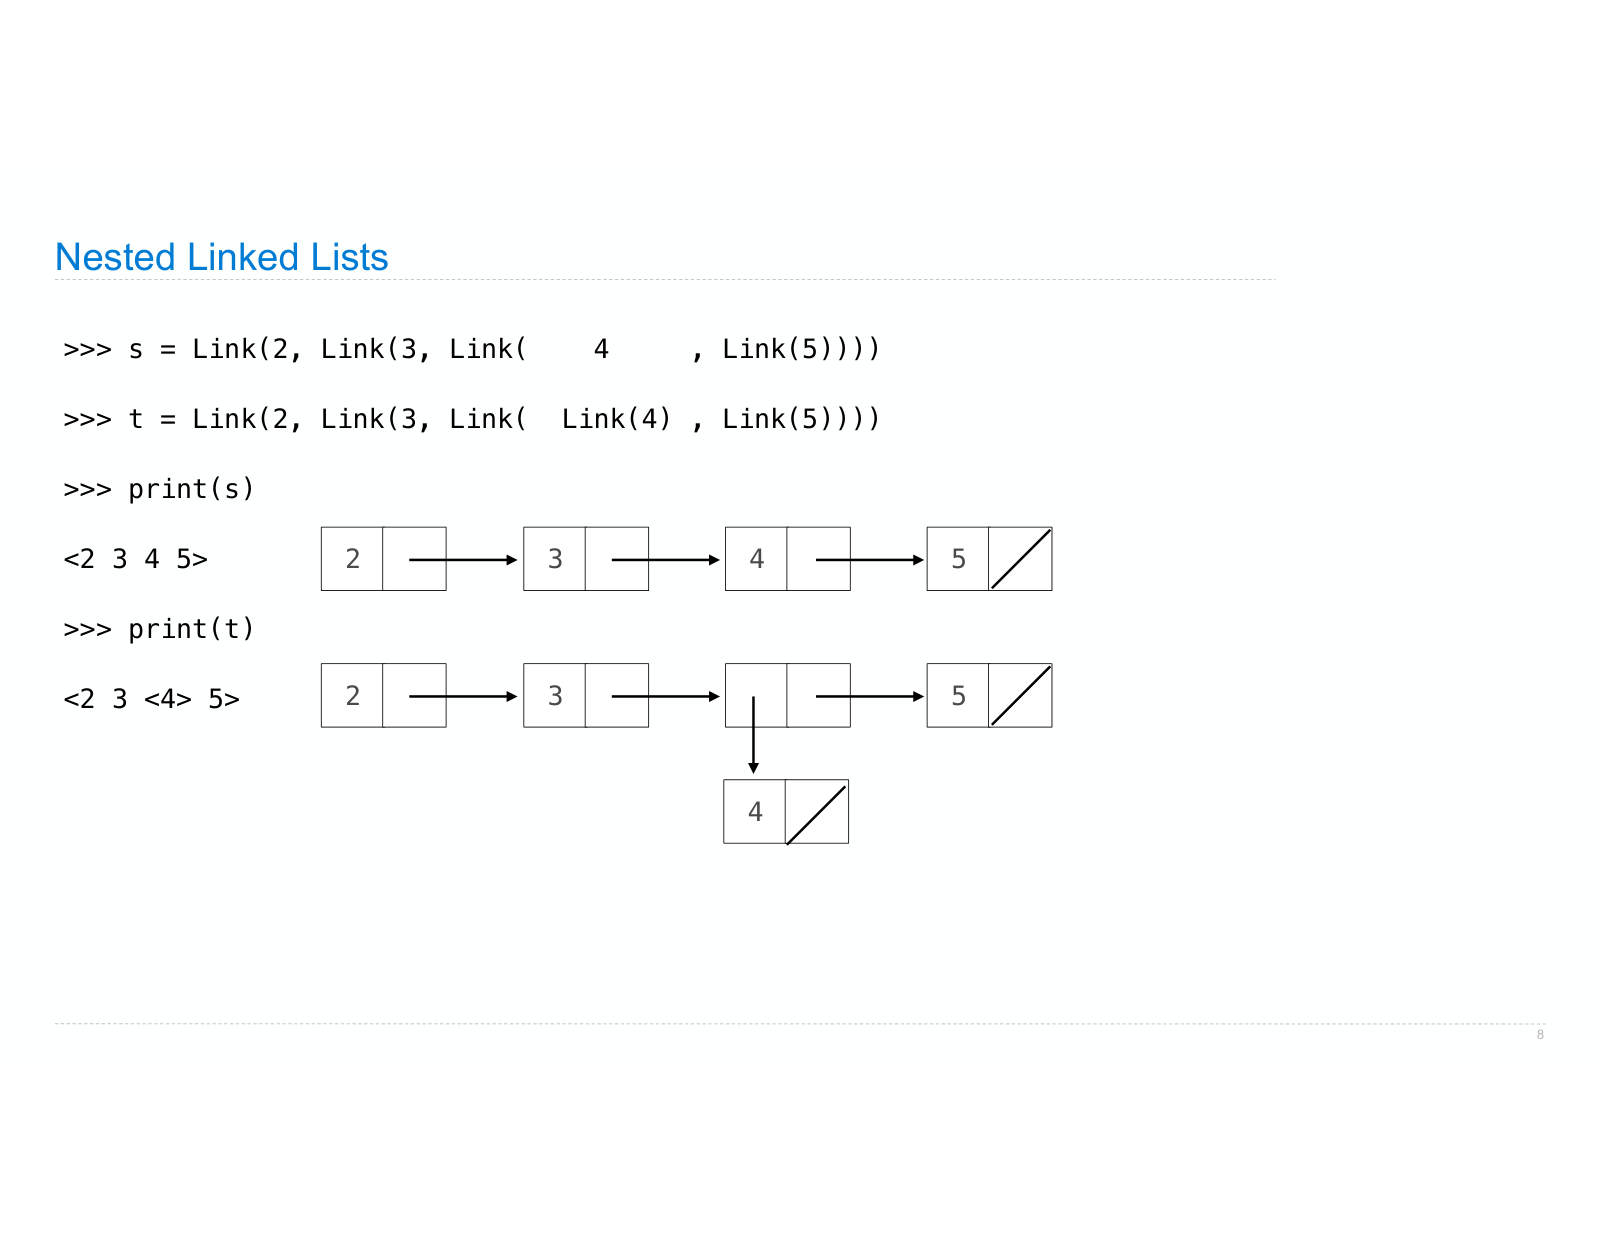 Nested Linked Lists
>>> s = Link(2, Link(3, Link(    4     , Link(5))))
>>> t = Link(2, Link(3, Link(  Link(4) , Link(5))))
>>> print(s)
<2 3 4 5>
2 3 4 5
>>> print(t)
<2 3 <4> 5>
2 3 5
4
8